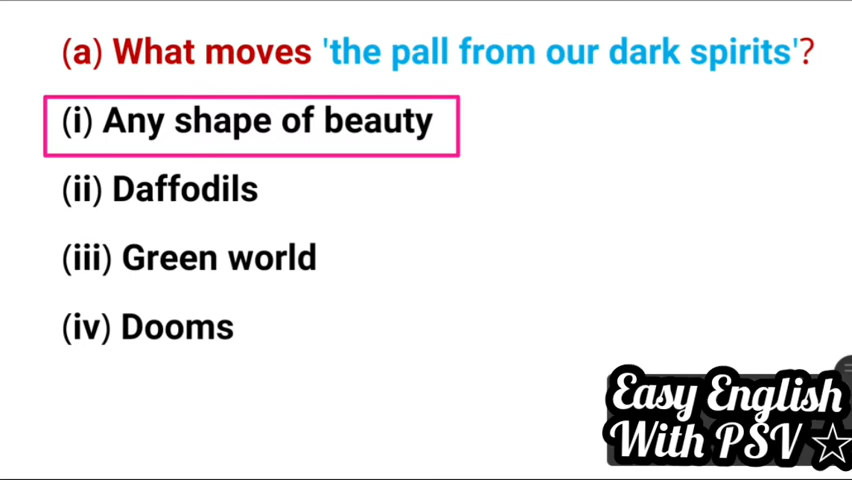 (a) What moves 'the pall from our dark spirits'?
(i) Any shape of beauty
(ii) Daffodils
(iii) Green world
(iv) Dooms
Easy English
With PSV